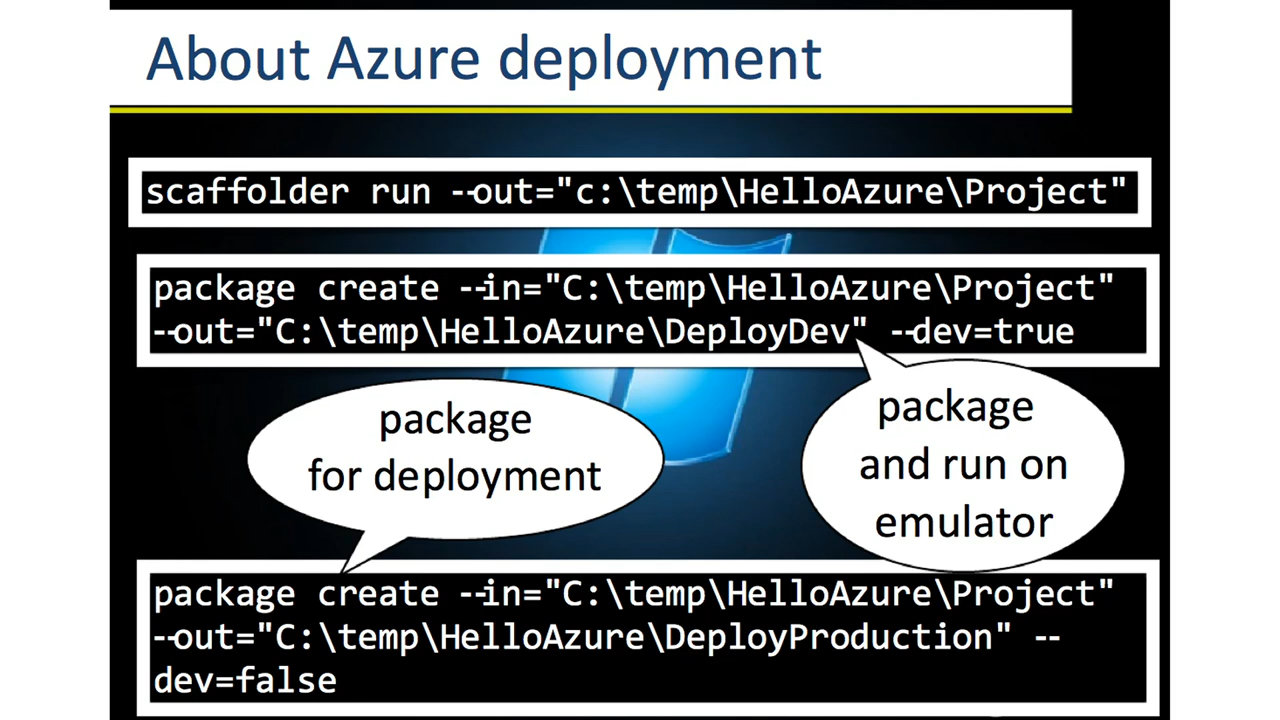 About Azure deployment
scaffolder run --out="c:\temp\HelloAzure\Project"
package create --in="C:\temp\HelloAzure\Project"
--out="C:\temp\HelloAzure\DeployDev" --dev=true
package
for deployment
package
and run on
emulator
package create --in="C:\temp\HelloAzure\Project"
--out="C:\temp\HelloAzure\DeployProduction" --
dev=false